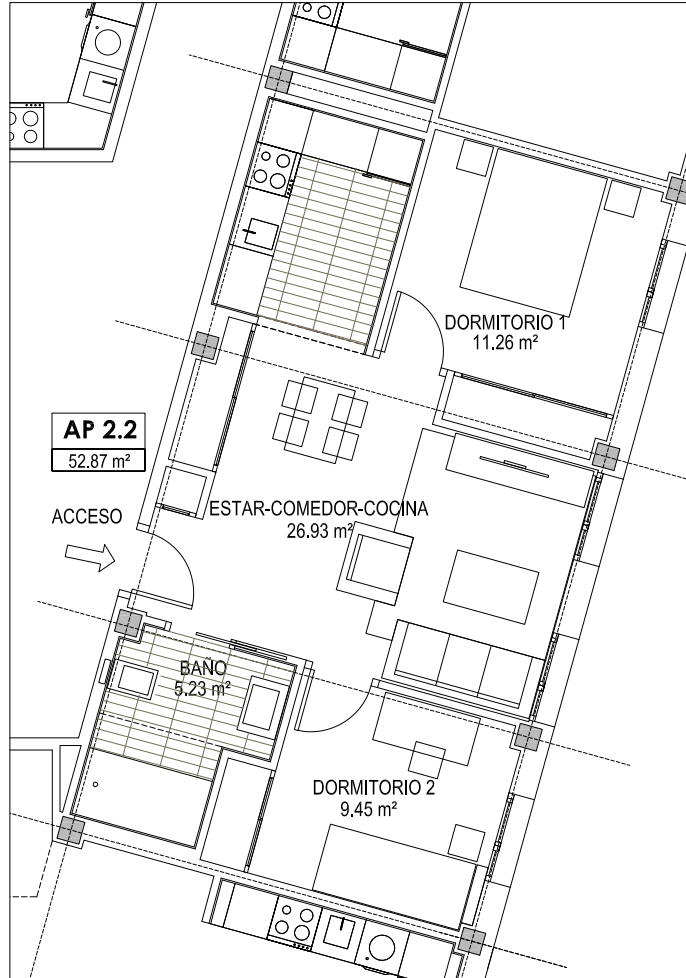 DORMITORIO 1
11.26 m²
AP 2.2
52.87 m²
ESTAR-COMEDOR-COCINA
26.93 m²
ACCESO
BAÑO
5.23 m²
DORMITORIO 2
9.45 m²